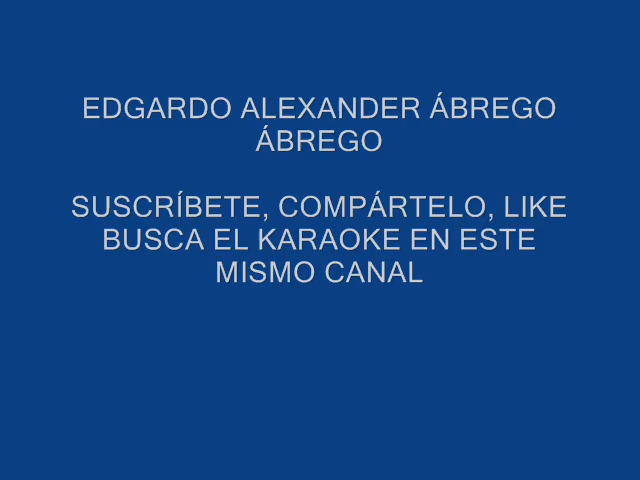 EDGARDO ALEXANDER ÁBREGO
ÁBREGO
SUSCRÍBETE, COMPÁRTELO, LIKE
BUSCA EL KARAOKE EN ESTE
MISMO CANAL